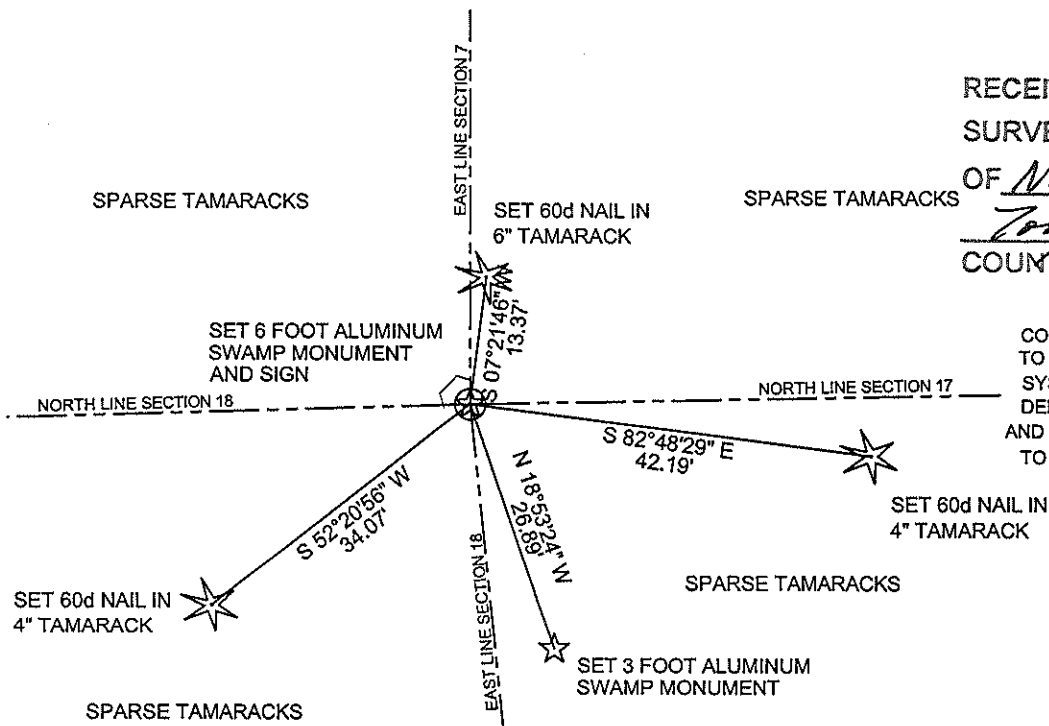 EAST LINE SECTION 7
SPARSE TAMARACKS
SET 60d NAIL IN
6" TAMARACK
SPARSE TAMARACKS
S 07°21'46" W
13.37'
SET 6 FOOT ALUMINUM
SWAMP MONUMENT
AND SIGN
NORTH LINE SECTION 18
NORTH LINE SECTION 17
S 82°48'29" E
42.19'
SET 60d NAIL IN
4" TAMARACK
S 52°20'56" W
34.07'
N 18°53'24" W
26.89'
EAST LINE SECTION 18
SET 60d NAIL IN
4" TAMARACK
SPARSE TAMARACKS
SET 3 FOOT ALUMINUM
SWAMP MONUMENT
SPARSE TAMARACKS
RECEI
SURVE
OF
COUN
CO
TO
SY
DE
AND
TO